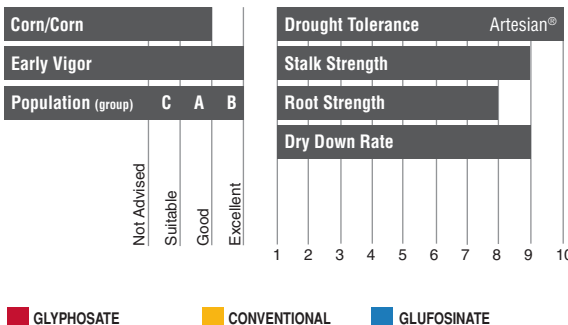 Corn/Corn
Early Vigor
Population (group) C A B
Not Advised
Suitable
Good
Excellent
Drought Tolerance Artesian®
Stalk Strength
Root Strength
Dry Down Rate
1 2 3 4 5 6 7 8 9 10
GLYPHOSATE CONVENTIONAL GLUFOSINATE